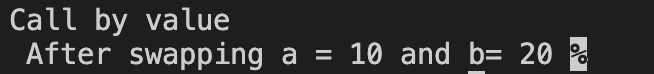 Call by value
After swapping a = 10 and b= 20 %